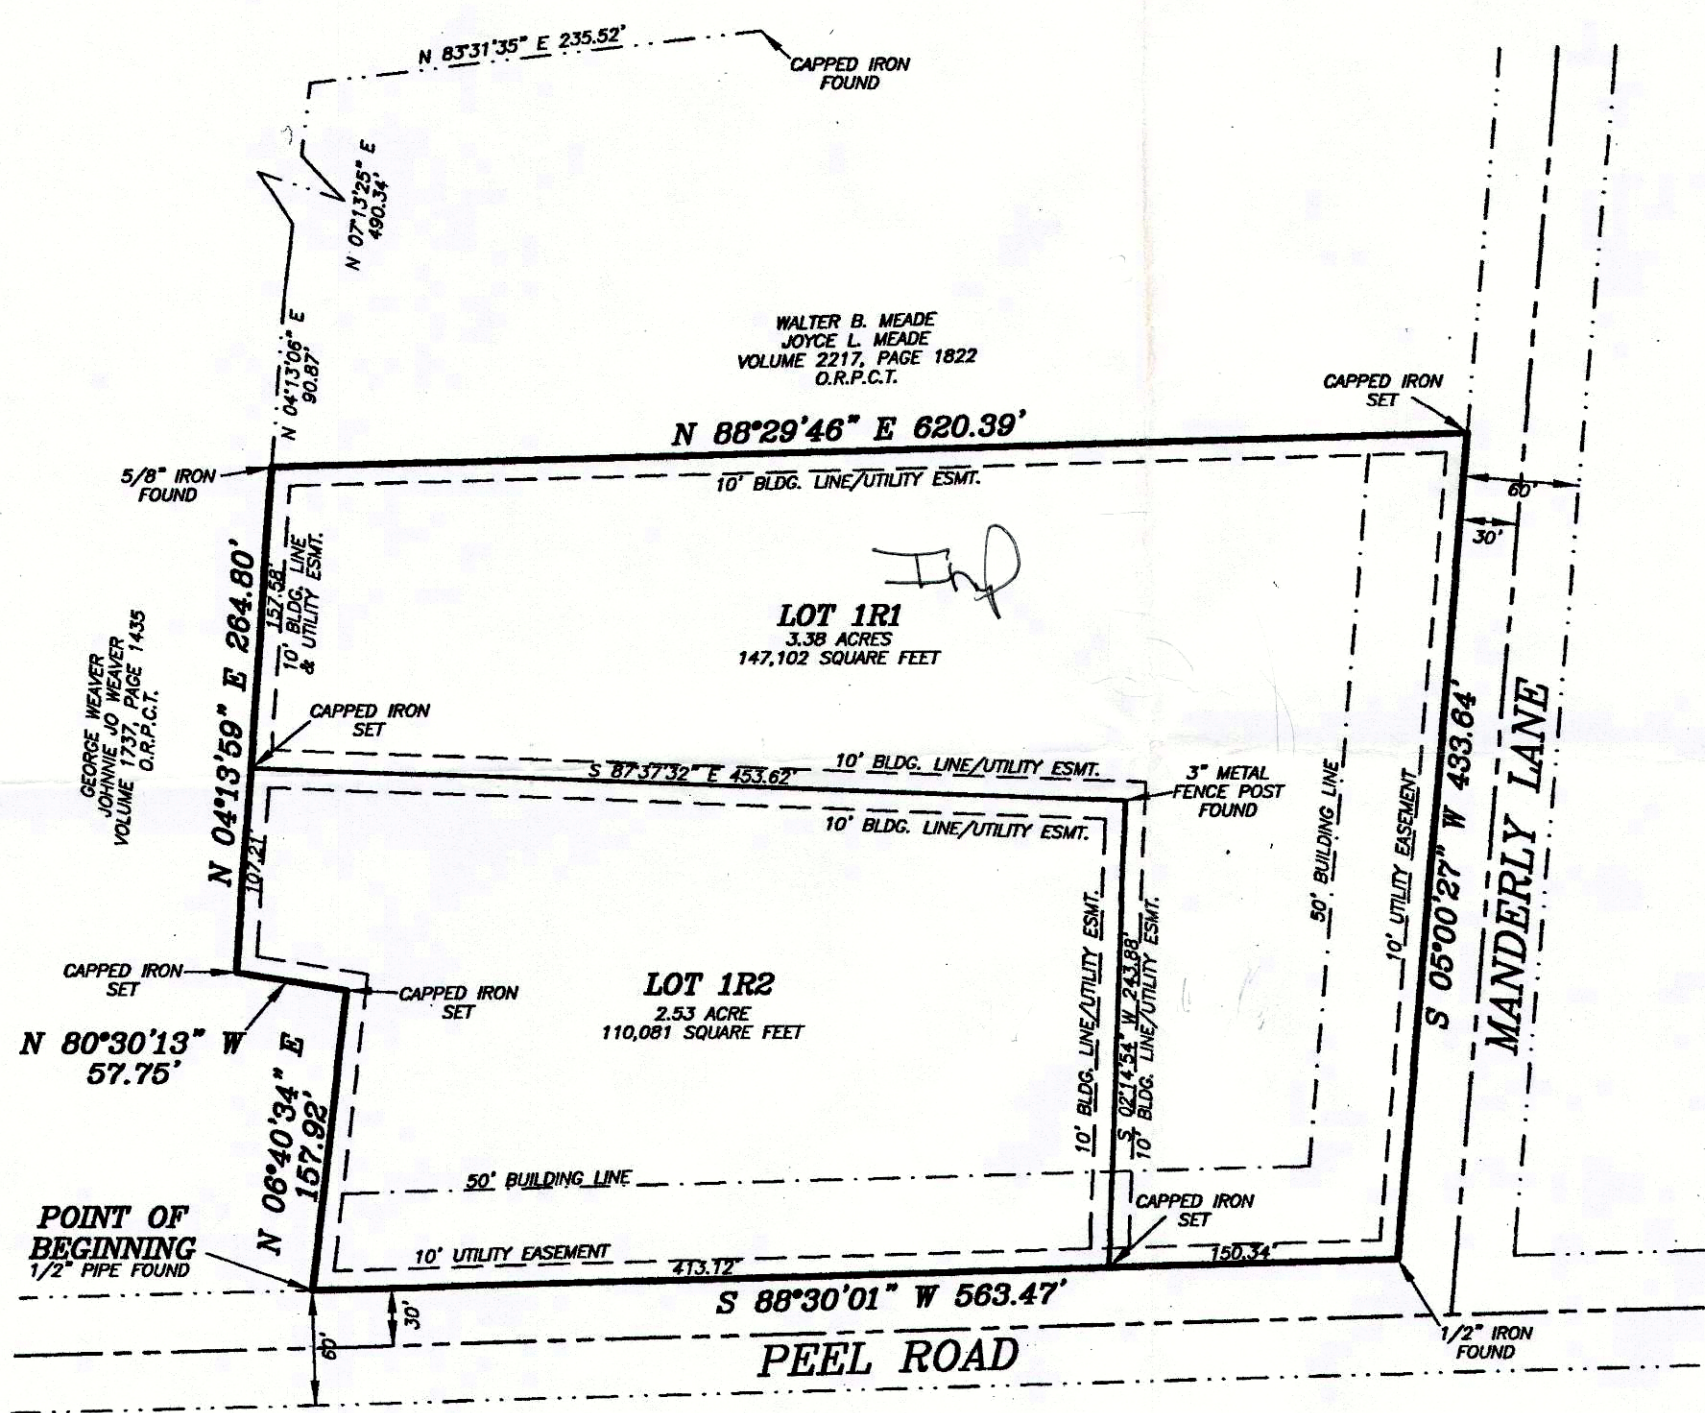 N 83°31'35" E 235.52'
CAPPED IRON
FOUND
N 07°13'25" E
490.34'
N 04°13'06" E
90.87'
WALTER B. MEADE
JOYCE L. MEADE
VOLUME 2217, PAGE 1822
O.R.P.C.T.
CAPPED IRON
SET
N 88°29'46" E 620.39'
5/8" IRON
FOUND
10' BLDG. LINE/UTILITY ESMT.
60'
30'
157.58'
10' BLDG. LINE
& UTILITY ESMT.
N 04°13'59" E 264.80'
GEORGE WEAVER
JOHNNIE JO WEAVER
VOLUME 1737, PAGE 1435
O.R.P.C.T.
LOT 1R1
3.38 ACRES
147,102 SQUARE FEET
CAPPED IRON
SET
S 87°37'32" E 453.62'
10' BLDG. LINE/UTILITY ESMT.
3" METAL
FENCE POST
FOUND
10' BLDG. LINE/UTILITY ESMT.
50' BUILDING LINE
10' UTILITY EASEMENT
S 05°00'27" W 433.64'
MANDERLY LANE
107.21'
10' BLDG. LINE/UTILITY ESMT.
S 02°14'54" W 243.88'
10' BLDG. LINE/UTILITY ESMT.
CAPPED IRON
SET
CAPPED IRON
SET
LOT 1R2
2.53 ACRE
110,081 SQUARE FEET
N 80°30'13" W
57.75'
N 06°40'34" E
157.92'
50' BUILDING LINE
CAPPED IRON
SET
POINT OF
BEGINNING
1/2" PIPE FOUND
10' UTILITY EASEMENT
413.12'
150.34'
S 88°30'01" W 563.47'
30'
60'
PEEL ROAD
1/2" IRON
FOUND